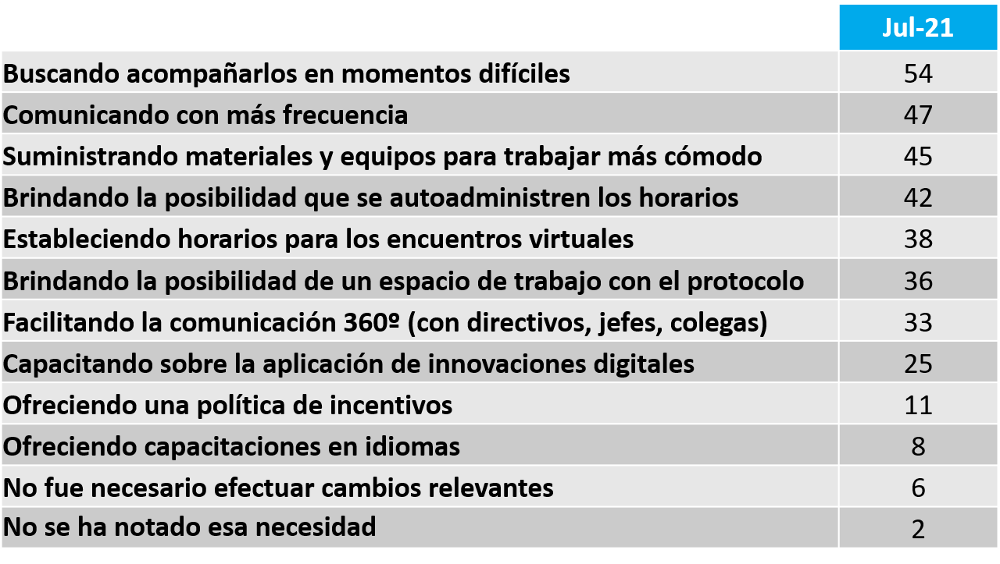 Jul-21
Buscando acompañarlos en momentos difíciles 54
Comunicando con más frecuencia 47
Suministrando materiales y equipos para trabajar más cómodo 45
Brindando la posibilidad que se autoadministren los horarios 42
Estableciendo horarios para los encuentros virtuales 38
Brindando la posibilidad de un espacio de trabajo con el protocolo 36
Facilitando la comunicación 360º (con directivos, jefes, colegas) 33
Capacitando sobre la aplicación de innovaciones digitales 25
Ofreciendo una política de incentivos 11
Ofreciendo capacitaciones en idiomas 8
No fue necesario efectuar cambios relevantes 6
No se ha notado esa necesidad 2